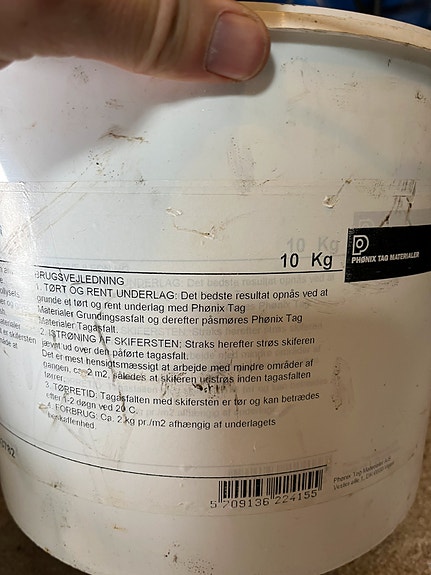 10 Kg
PHØNIX TAG MATERIALER
BRUGSVEJLEDNING
1. TØRT OG RENT UNDERLAG: Det bedste resultat opnås ved at
grunde et tørt og rent underlag med Phønix Tag
Materialer Grundingsasfalt og derefter påsmøres Phønix Tag
Materialer Tagasfalt.
2. ISTRØNING AF SKIFERSTEN: Straks herefter strøs skiferen
jævnt ud over den påførte tagasfalt.
Det er mest hensigtsmæssigt at arbejde med mindre områder af
gangen, ca. 2 m2, således at skiferen untrøs inden tagasfalten
tørrer.
3. TØRRETID: Tagasfalten med skifersten er tør og kan betrædes
efter 1-2 døgn ved 20 C.
4. FORBRUG: Ca. 2 kg pr./m2 afhængig af underlagets
beskaffenhed
5 709136 224155
Phønix Tag Materialer A/S